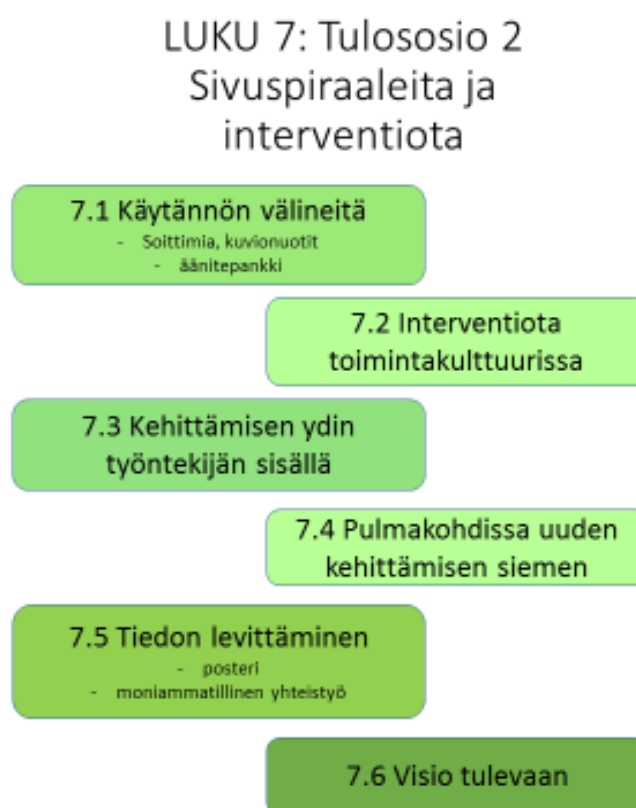 LUKU 7: Tulososio 2
Sivuspiraaleita ja
interventiota
7.1 Käytännön välineitä
- Soittimia, kuvionuotit
- äänitepankki
7.2 Interventiota
toimintakulttuurissa
7.3 Kehittämisen ydin
työntekijän sisällä
7.4 Pulmakohdissa uuden
kehittämisen siemen
7.5 Tiedon levittäminen
- posteri
- moniammatillinen yhteistyö
7.6 Visio tulevaan